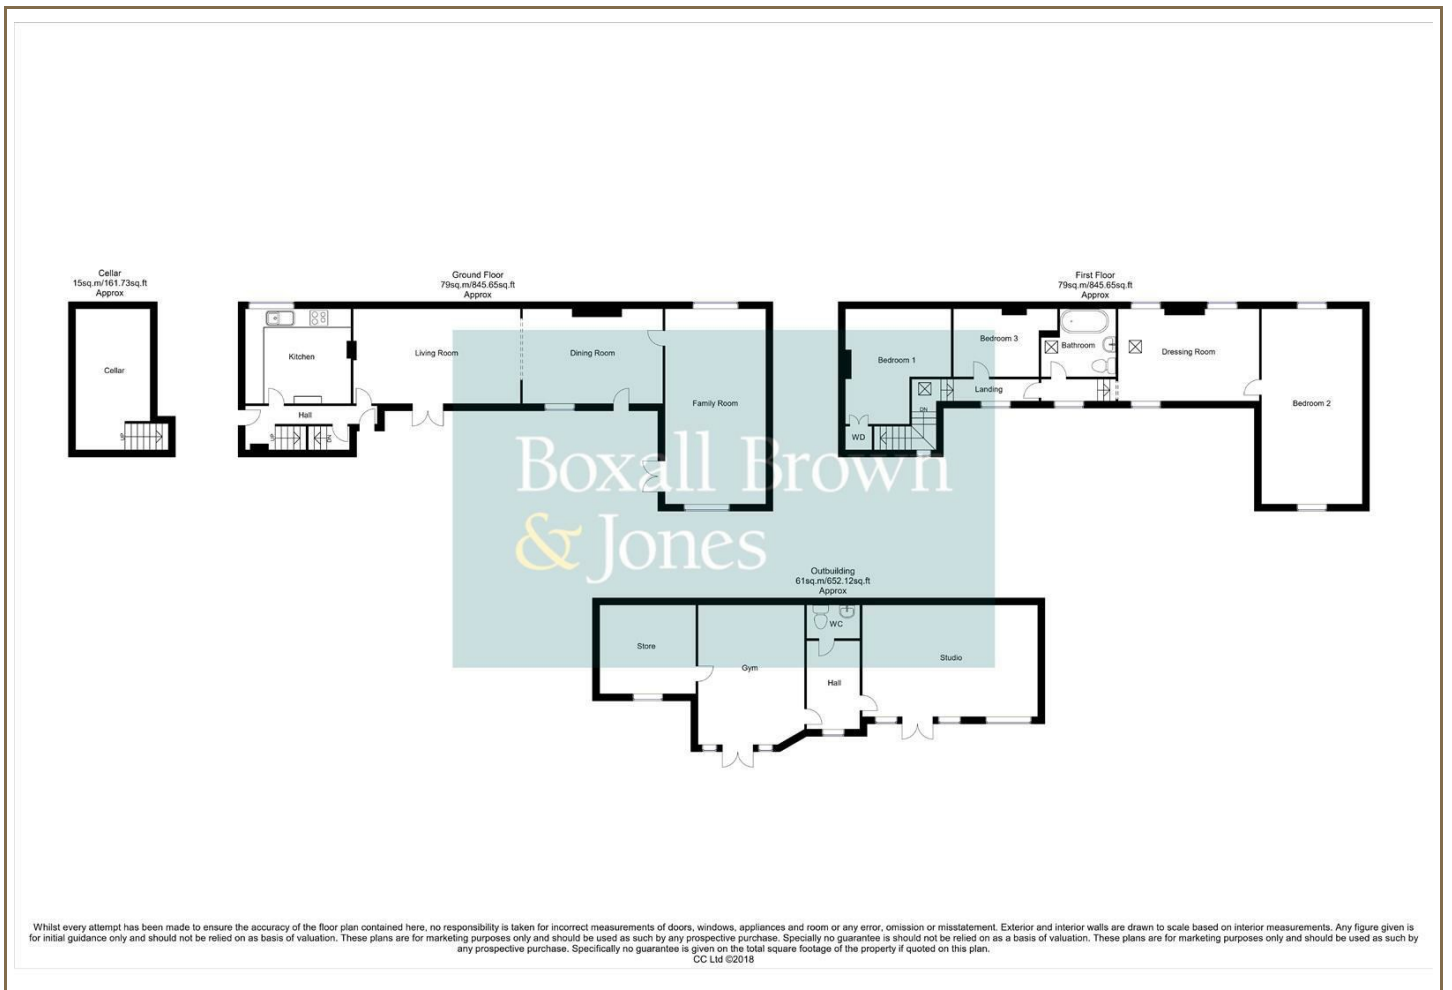 Cellar
15sq.m/161.73sq.ft
Approx
Cellar
UP
Ground Floor
79sq.m/845.65sq.ft
Approx
Kitchen
Living Room
Dining Room
Family Room
Hall
UP
DN
First Floor
79sq.m/845.65sq.ft
Approx
Bedroom 1
Bedroom 3
Bathroom
Dressing Room
Landing
Bedroom 2
DN
WD
Boxall Brown
& Jones
Outbuilding
61sq.m/652.12sq.ft
Approx
Store
Gym
WC
Hall
Studio
Whilst every attempt has been made to ensure the accuracy of the floor plan contained here, no responsibility is taken for incorrect measurements of doors, windows, appliances and room or any error, omission or misstatement. Exterior and interior walls are drawn to scale based on interior measurements. Any figure given is
for initial guidance only and should not be relied on as basis of valuation. These plans are for marketing purposes only and should be used as such by any prospective purchase. Specially no guarantee is should not be relied on as a basis of valuation. These plans are for marketing purposes only and should be used as such by
any prospective purchase. Specifically no guarantee is given on the total square footage of the property if quoted on this plan.
CC Ltd ©2018